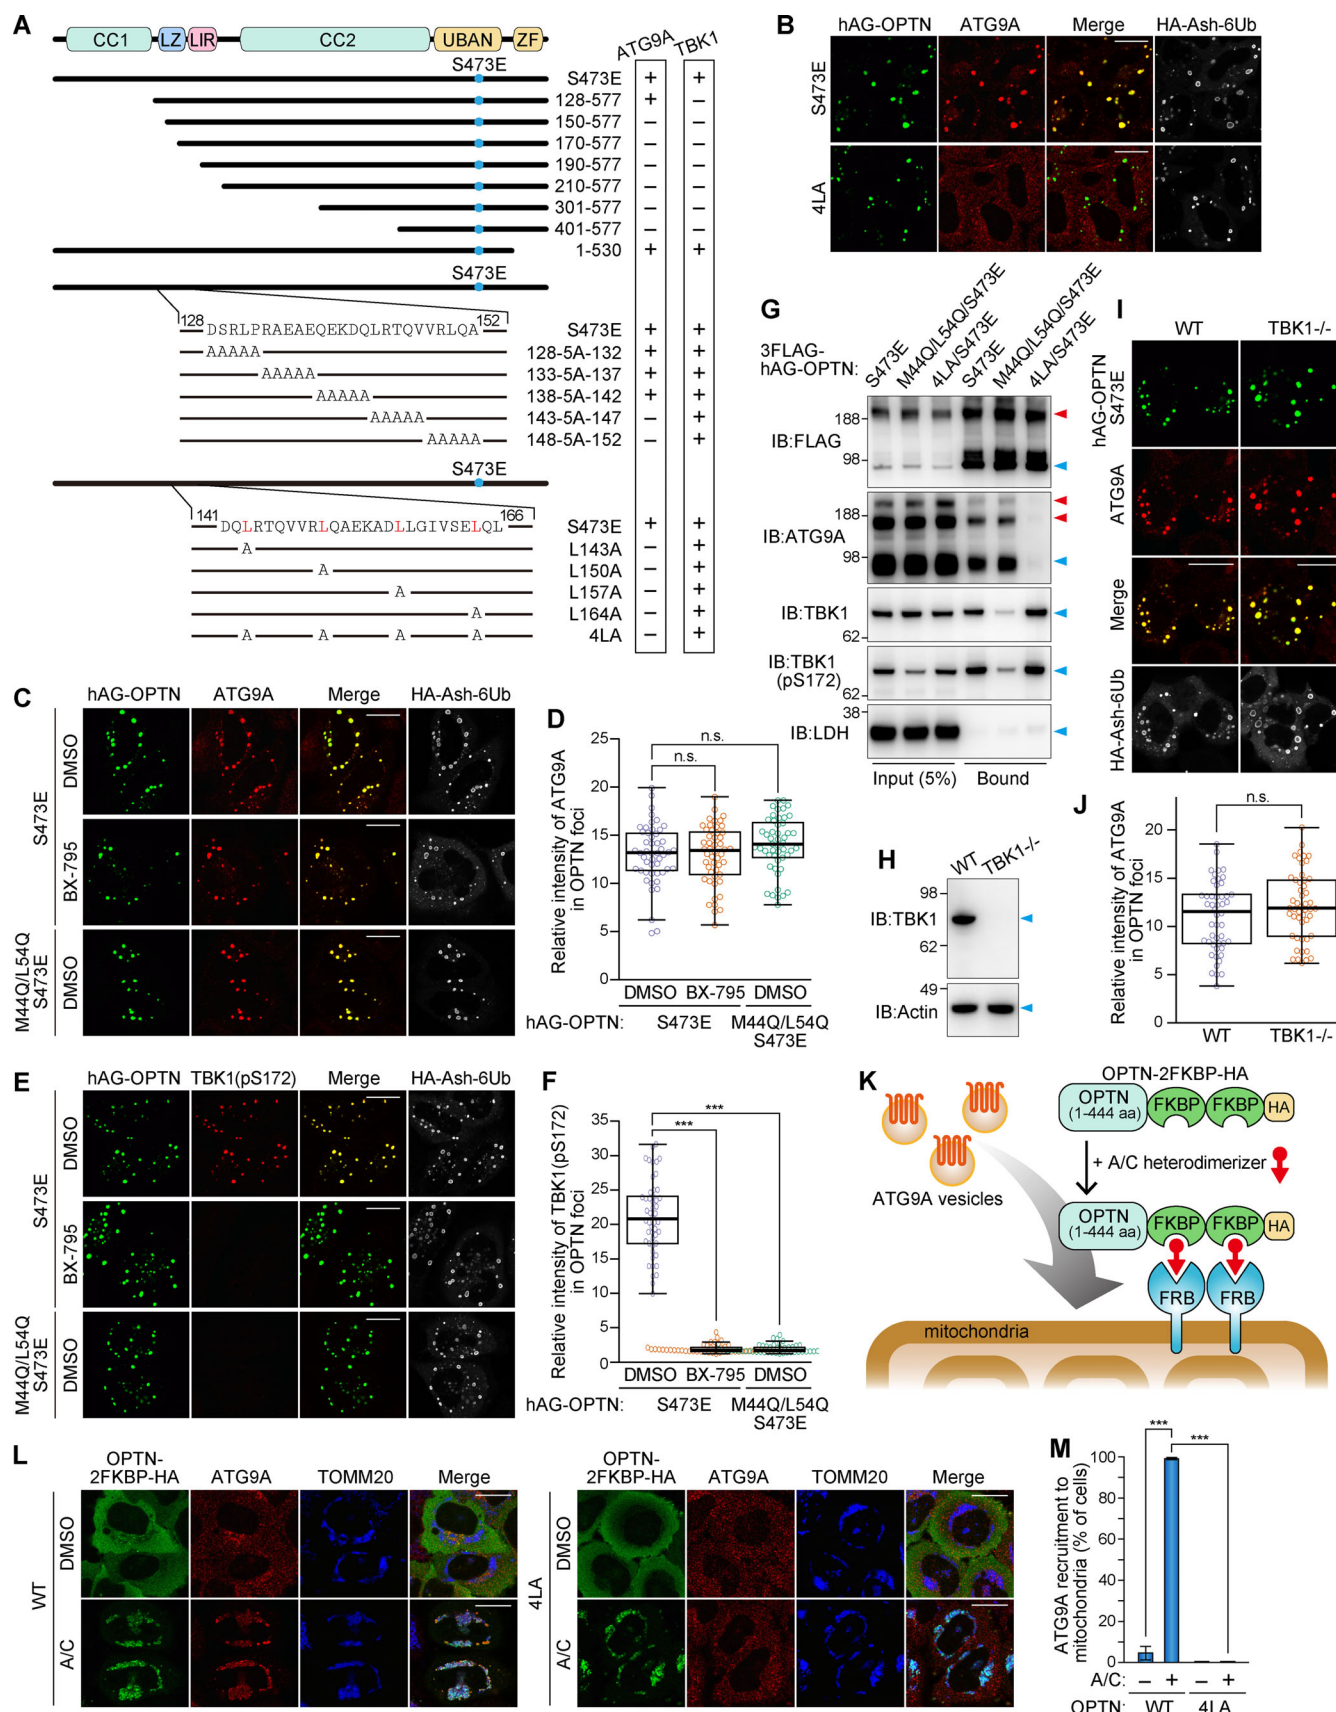 A
CC1 LZ LIR CC2 UBAN ZF
ATG9A TBK1
S473E
S473E + +
128-577 + –
150-577 – –
170-577 – –
190-577 – –
210-577 – –
301-577 – –
401-577 – –
1-530 + +
S473E
128 DSRLPRAEAEQEKDQLRTQVVRLQA 152 S473E + +
AAAAA 128-5A-132 + +
AAAAA 133-5A-137 + +
AAAAA 138-5A-142 + +
AAAAA 143-5A-147 – +
AAAAA 148-5A-152 – +
S473E
141 DQLRTQVVRLQAEKADLLGIVSELQL 166 S473E + +
A L143A – +
A L150A – +
A L157A – +
A L164A – +
A A A A 4LA – +
B
hAG-OPTN ATG9A Merge HA-Ash-6Ub
S473E
4LA
C
hAG-OPTN ATG9A Merge HA-Ash-6Ub
S473E
DMSO
BX-795
M44Q/L54Q
S473E
DMSO
D
Relative intensity of ATG9A
in OPTN foci
25
20
15
10
5
0
n.s.
n.s.
DMSO BX-795 DMSO
hAG-OPTN: S473E M44Q/L54Q
S473E
E
hAG-OPTN TBK1(pS172) Merge HA-Ash-6Ub
S473E
DMSO
BX-795
M44Q/L54Q
S473E
DMSO
F
Relative intensity of TBK1(pS172)
in OPTN foci
35
30
25
20
15
10
5
0
***
***
DMSO BX-795 DMSO
hAG-OPTN: S473E M44Q/L54Q
S473E
G
3FLAG-
hAG-OPTN:
S473E
M44Q/L54Q/S473E
4LA/S473E
S473E
M44Q/L54Q/S473E
4LA/S473E
188
IB:FLAG
98
188
IB:ATG9A
98
IB:TBK1
62
IB:TBK1
(pS172)
62
38
IB:LDH
Input (5%) Bound
H
WT TBK1-/-
98
IB:TBK1
62
49
IB:Actin
I
WT TBK1-/-
hAG-OPTN
S473E
ATG9A
Merge
HA-Ash-6Ub
J
Relative intensity of ATG9A
in OPTN foci
20
15
10
5
0
n.s.
WT TBK1-/-
K
OPTN-2FKBP-HA
OPTN
(1-444 aa)
FKBP FKBP HA
+ A/C heterodimerizer
ATG9A vesicles
OPTN
(1-444 aa)
FKBP FKBP HA
FRB FRB
mitochondria
L
OPTN-
2FKBP-HA ATG9A TOMM20 Merge
WT
DMSO
A/C
OPTN-
2FKBP-HA ATG9A TOMM20 Merge
4LA
DMSO
A/C
M
ATG9A recruitment to
mitochondria (% of cells)
100
80
60
40
20
0
***
***
A/C: – + – +
OPTN: WT 4LA